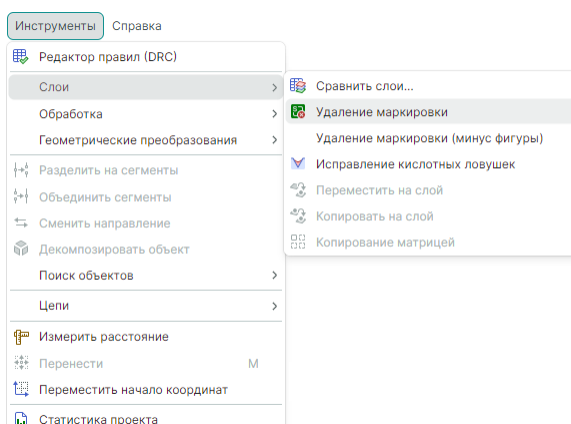 Инструменты Справка
Редактор правил (DRC)
Слои
Обработка
Геометрические преобразования
Разделить на сегменты
Объединить сегменты
Сменить направление
Декомпозировать объект
Поиск объектов
Цепи
Измерить расстояние
Перенести M
Переместить начало координат
Статистика проекта
Сравнить слои...
Удаление маркировки
Удаление маркировки (минус фигуры)
Исправление кислотных ловушек
Переместить на слой
Копировать на слой
Копирование матрицей